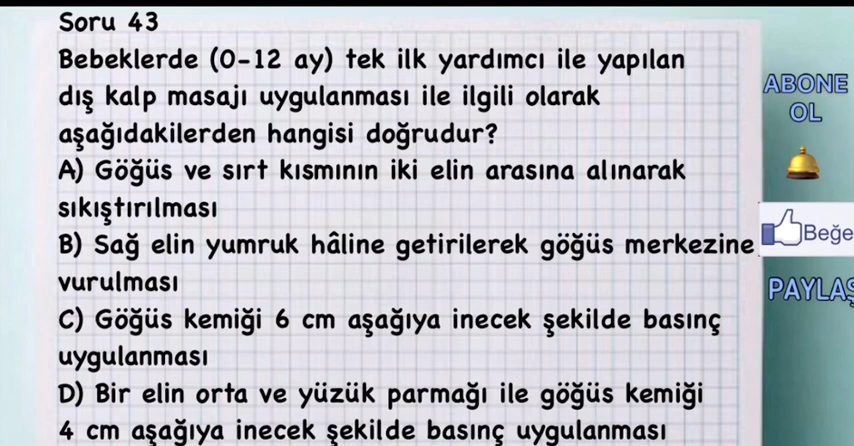 Soru 43
Bebeklerde (0-12 ay) tek ilk yardımcı ile yapılan
dış kalp masajı uygulanması ile ilgili olarak
aşağıdakilerden hangisi doğrudur?
A) Göğüs ve sırt kısmının iki elin arasına alınarak
sıkıştırılması
B) Sağ elin yumruk hâline getirilerek göğüs merkezine
vurulması
C) Göğüs kemiği 6 cm aşağıya inecek şekilde basınç
uygulanması
D) Bir elin orta ve yüzük parmağı ile göğüs kemiği
4 cm aşağıya inecek şekilde basınç uygulanması
ABONE
OL
Beğe
PAYLAŞ